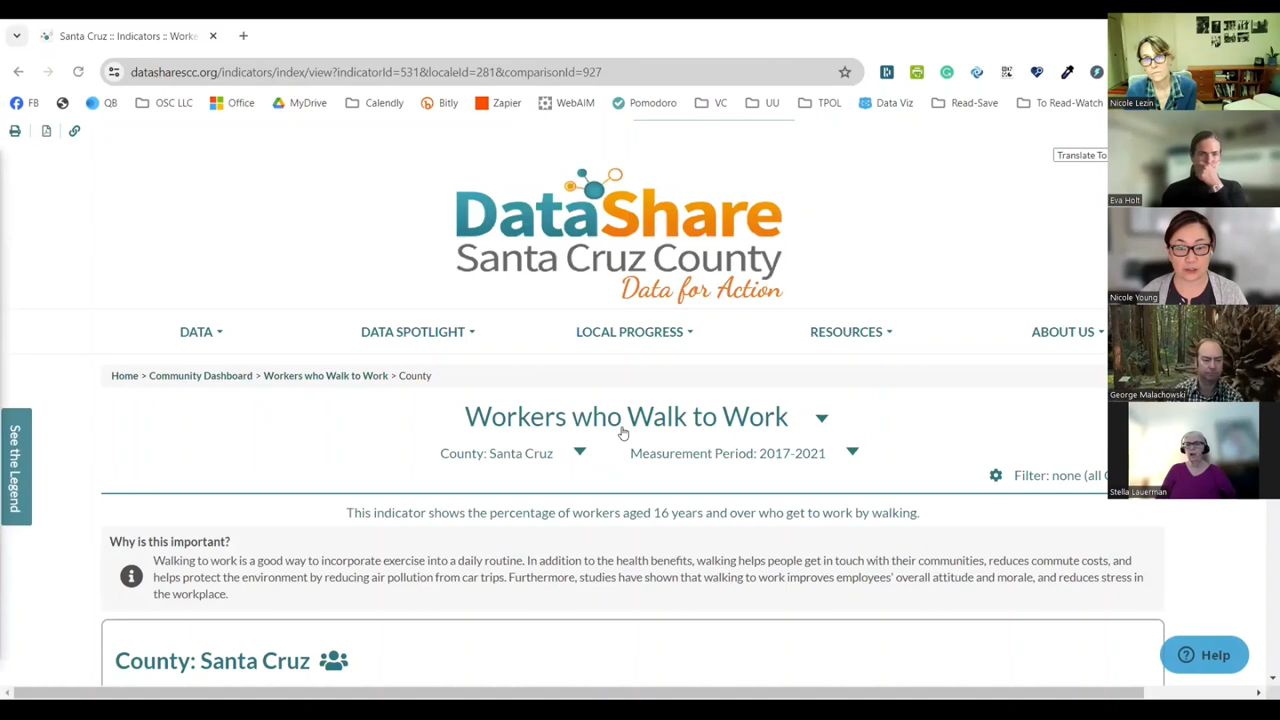 Santa Cruz :: Indicators :: Worke
datasharescc.org/indicators/index/view?indicatorId=531&localeId=281&comparisonId=927
FB QB OSC LLC Office MyDrive Calendly Bitly Zapier WebAIM Pomodoro VC UU TPOL Data Viz Read-Save To Read-Watch
Translate To
DataShare
Santa Cruz County
Data for Action
DATA DATA SPOTLIGHT LOCAL PROGRESS RESOURCES ABOUT US
Home > Community Dashboard > Workers who Walk to Work > County
Workers who Walk to Work
County: Santa Cruz Measurement Period: 2017-2021
Filter: none (all
This indicator shows the percentage of workers aged 16 years and over who get to work by walking.
Why is this important?
Walking to work is a good way to incorporate exercise into a daily routine. In addition to the health benefits, walking helps people get in touch with their communities, reduces commute costs, and
helps protect the environment by reducing air pollution from car trips. Furthermore, studies have shown that walking to work improves employees' overall attitude and morale, and reduces stress in
the workplace.
County: Santa Cruz
See the Legend
Help
Nicole Lezin
Eva Holt
Nicole Young
George Malachowski
Stella Lauerman